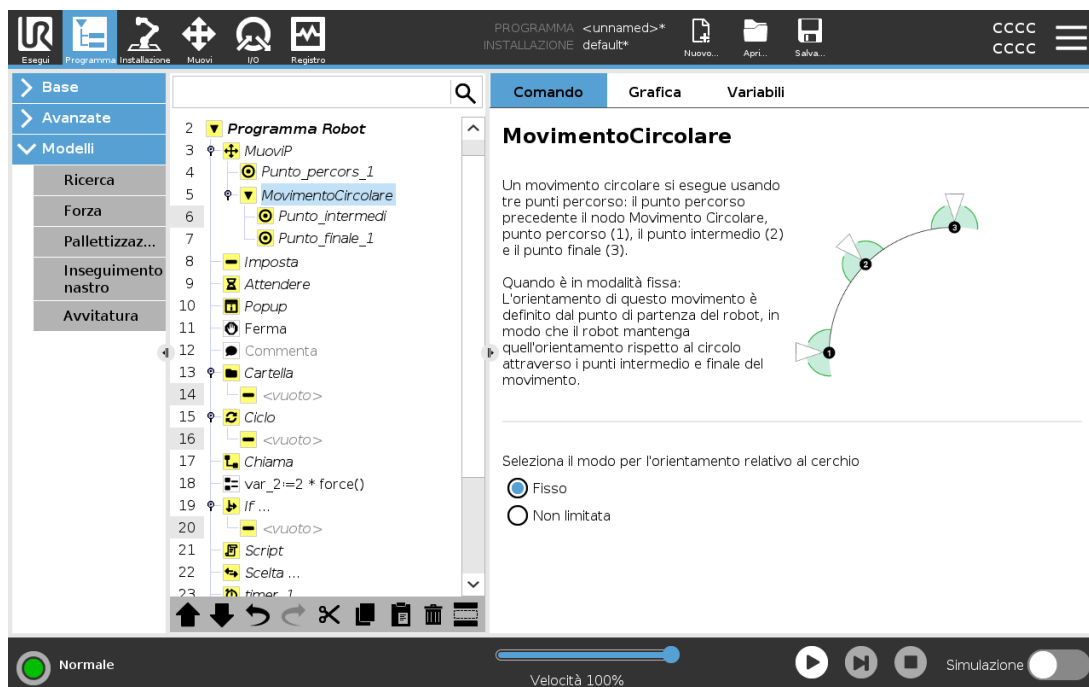 PROGRAMMA <unnamed>*
INSTALLAZIONE default*
Esegui
Programma
Installazione
Muovi
I/O
Registro
Nuovo...
Apri...
Salva...
CCCC
CCCC
Base
Avanzate
Modelli
Ricerca
Forza
Pallettizzaz...
Inseguimento
nastro
Avvitatura
2 Programma Robot
3 MuoviP
4 Punto_percors_1
5 MovimentoCircolare
6 Punto_intermedi
7 Punto_finale_1
8 Imposta
9 Attendere
10 Popup
11 Ferma
12 Commenta
13 Cartella
14 <vuoto>
15 Ciclo
16 <vuoto>
17 Chiama
18 var_2:=2 * force()
19 If ...
20 <vuoto>
21 Script
22 Scelta ...
23 timer_1
Comando
Grafica
Variabili
MovimentoCircolare
Un movimento circolare si esegue usando
tre punti percorso: il punto percorso
precedente il nodo Movimento Circolare,
punto percorso (1), il punto intermedio (2)
e il punto finale (3).
Quando è in modalità fissa:
L'orientamento di questo movimento è
definito dal punto di partenza del robot, in
modo che il robot mantenga
quell'orientamento rispetto al circolo
attraverso i punti intermedio e finale del
movimento.
1
2
3
Seleziona il modo per l'orientamento relativo al cerchio
Fisso
Non limitata
Normale
Velocità 100%
Simulazione